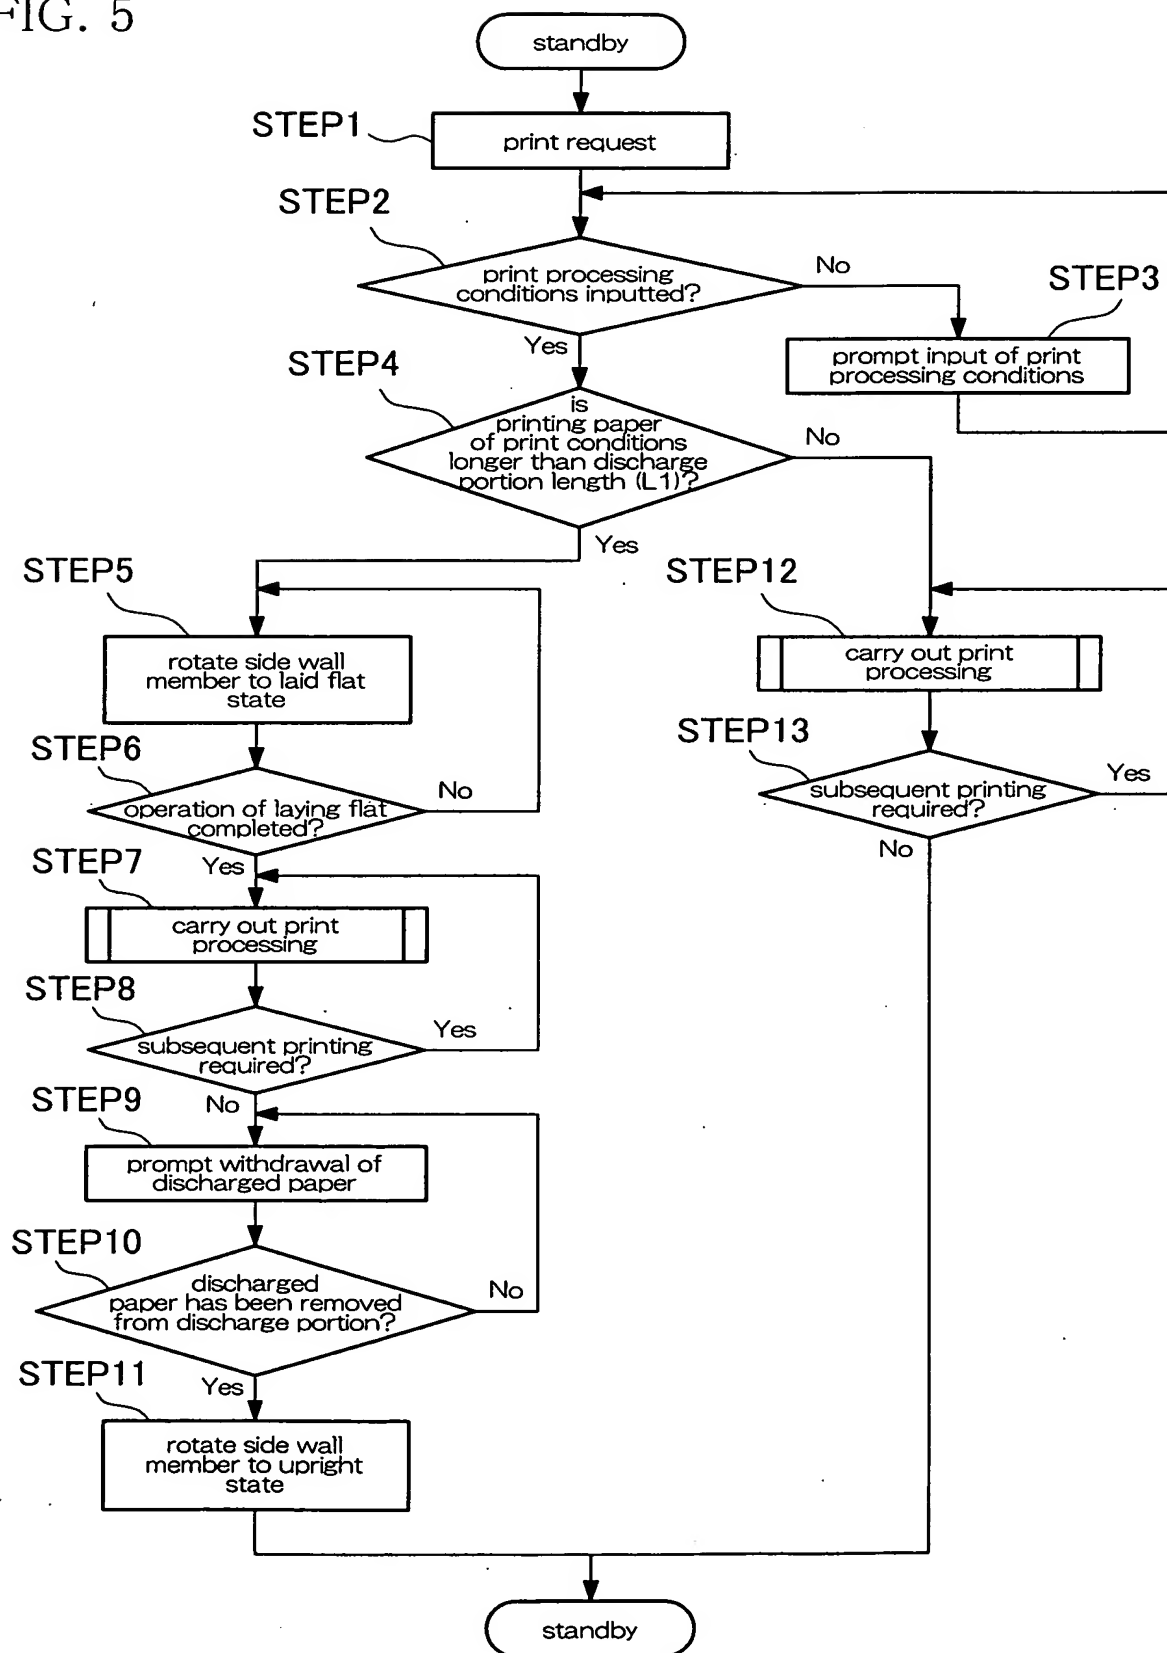 FIG. 5
standby
STEP1
print request
STEP2
print processing
conditions inputted?
No
STEP3
prompt input of print
processing conditions
Yes
STEP4
is
printing paper
of print conditions
longer than discharge
portion length (L1)?
No
Yes
STEP5
rotate side wall
member to laid flat
state
STEP6
operation of laying flat
completed?
No
Yes
STEP7
carry out print
processing
STEP8
subsequent printing
required?
Yes
No
STEP9
prompt withdrawal of
discharged paper
STEP10
discharged
paper has been removed
from discharge portion?
No
Yes
STEP11
rotate side wall
member to upright
state
STEP12
carry out print
processing
STEP13
subsequent printing
required?
Yes
No
standby